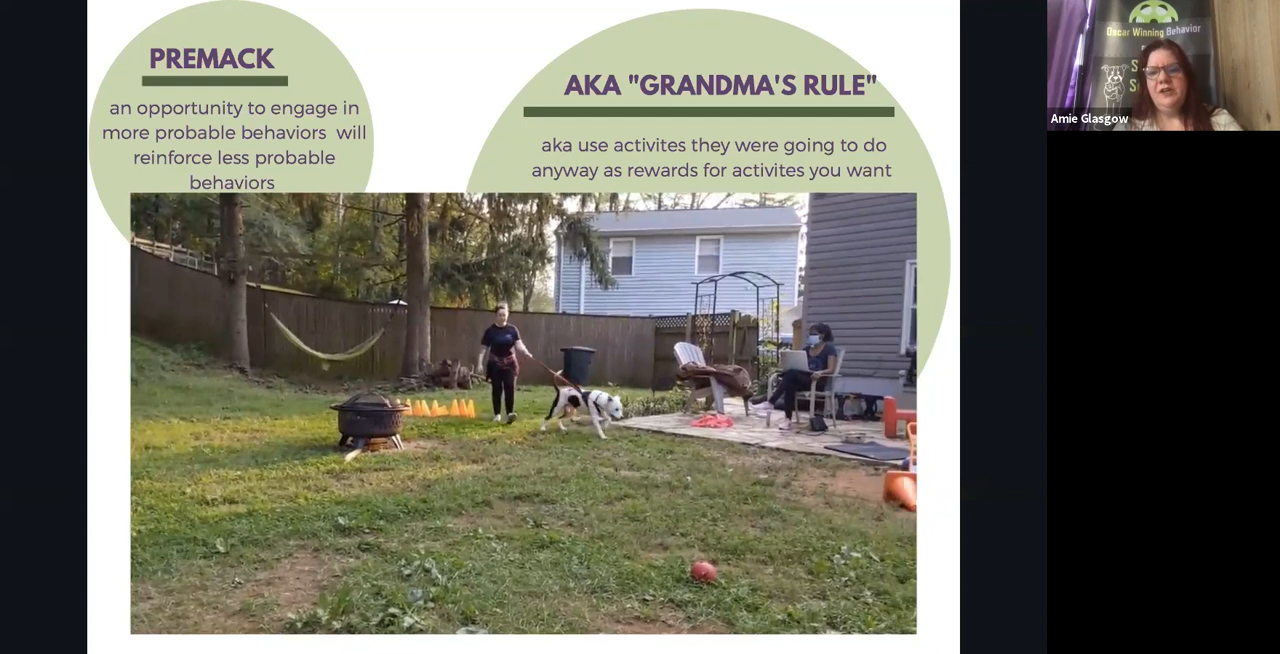 PREMACK
an opportunity to engage in
more probable behaviors will
reinforce less probable
behaviors
AKA "GRANDMA'S RULE"
aka use activites they were going to do
anyway as rewards for activites you want
Oscar Winning Behavior
Amie Glasgow